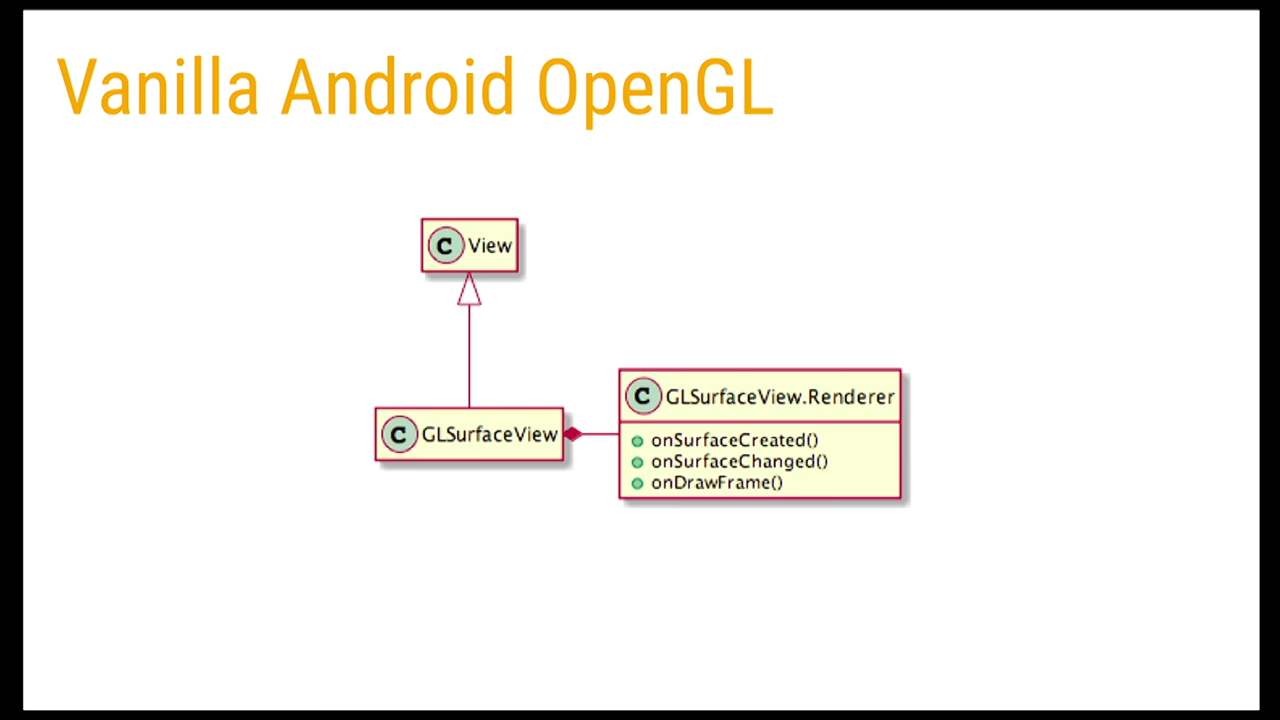 Vanilla Android OpenGL
C View
C GLSurfaceView
C GLSurfaceView.Renderer
onSurfaceCreated()
onSurfaceChanged()
onDrawFrame()